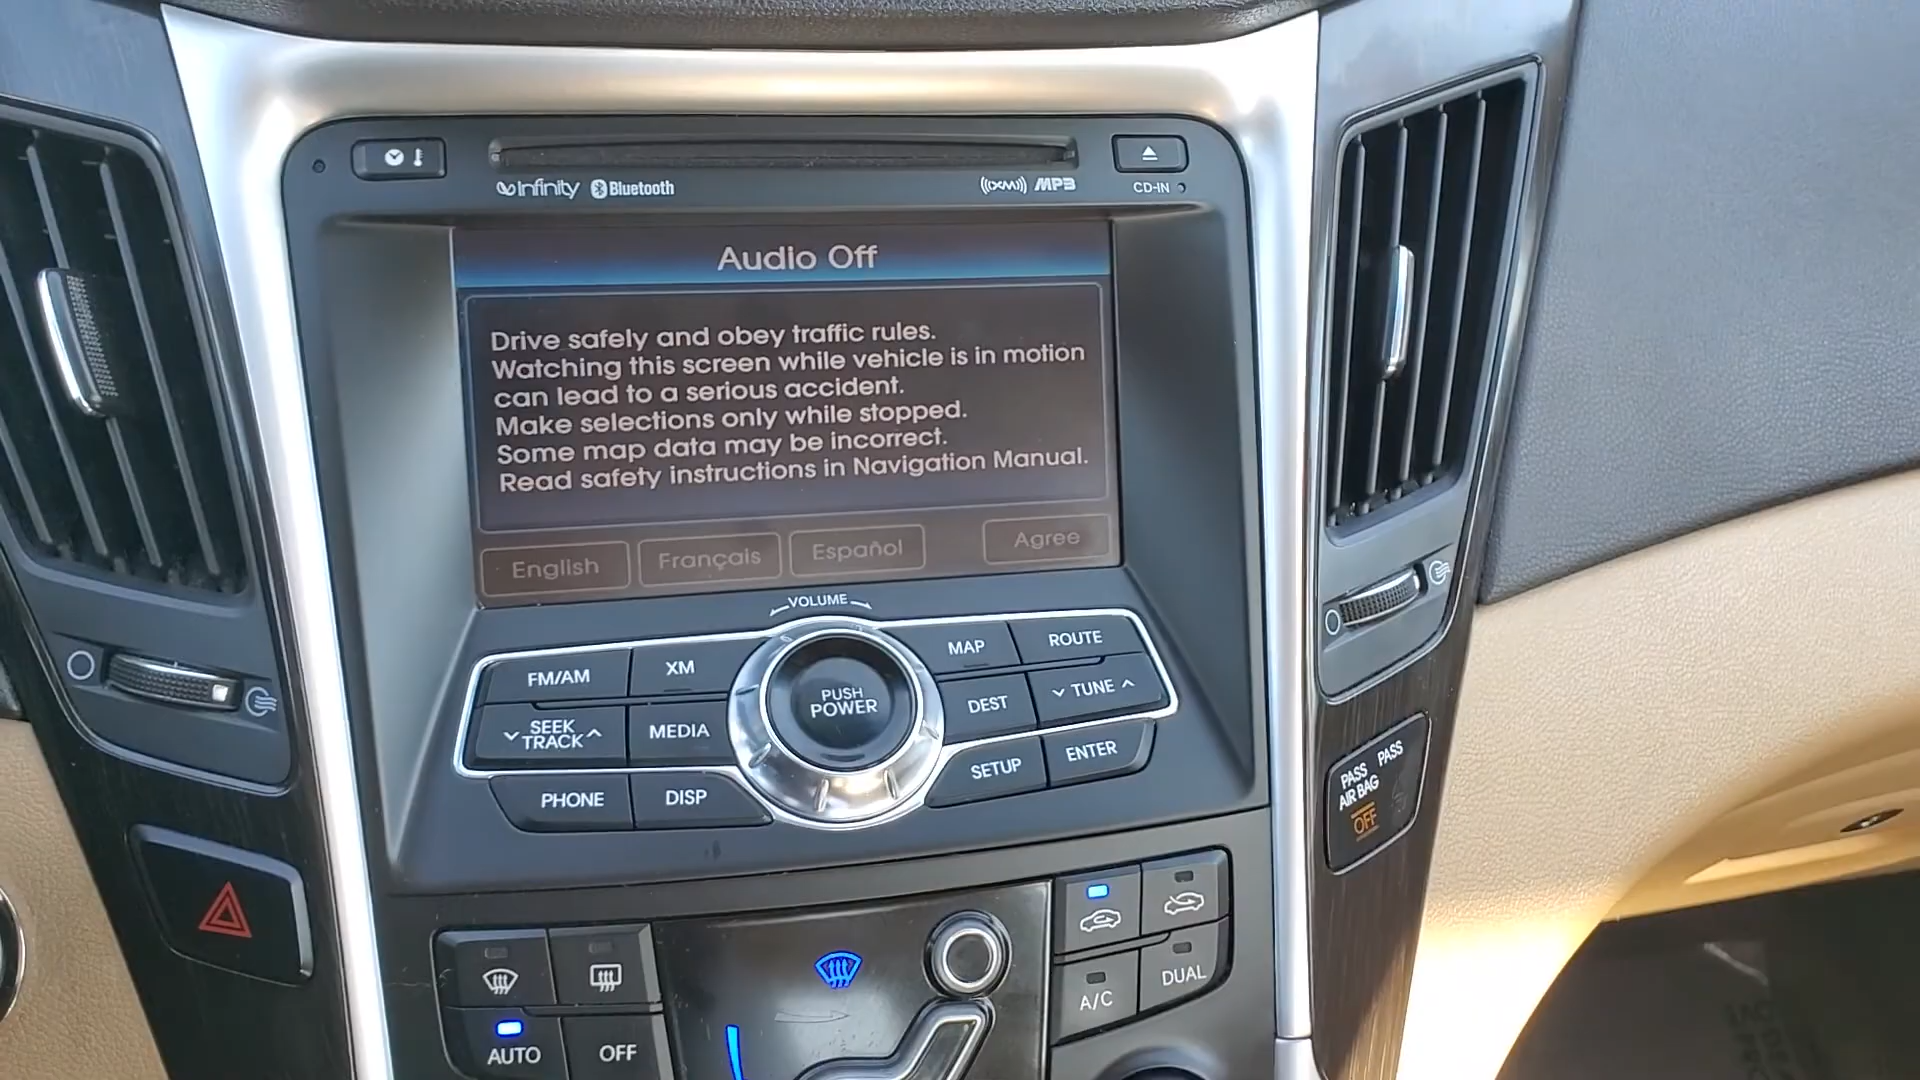 Infinity Bluetooth
XM MP3
CD-IN
Audio Off
Drive safely and obey traffic rules.
Watching this screen while vehicle is in motion
can lead to a serious accident.
Make selections only while stopped.
Some map data may be incorrect.
Read safety instructions in Navigation Manual.
English Français Español Agree
VOLUME
FM/AM XM
MAP ROUTE
SEEK
TRACK
MEDIA
PUSH
POWER
DEST
TUNE
PHONE DISP
SETUP ENTER
PASS
AIR BAG
OFF
PASS
AUTO OFF
A/C DUAL